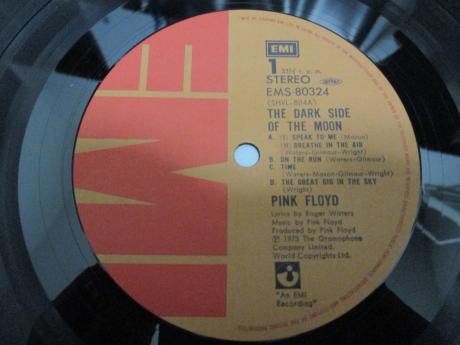 EMI
EMI
1 33⅓ r. p. m.
STEREO
EMS 80324
(SHVL-804A)
THE DARK SIDE
OF THE MOON
A. (I) SPEAK TO ME (Mason)
(II) BREATHE IN THE AIR
(Waters-Gilmour-Wright)
B. ON THE RUN (Waters-Gilmour)
C. TIME
(Waters-Mason-Gilmour-Wright)
D. THE GREAT GIG IN THE SKY
(Wright)
PINK FLOYD
Lyrics by Roger Waters
Music by Pink Floyd
Produced by Pink Floyd
Ⓟ 1973 The Gramophone
Company Limited.
World Copyrights Ltd.
"An EMI
Recording"